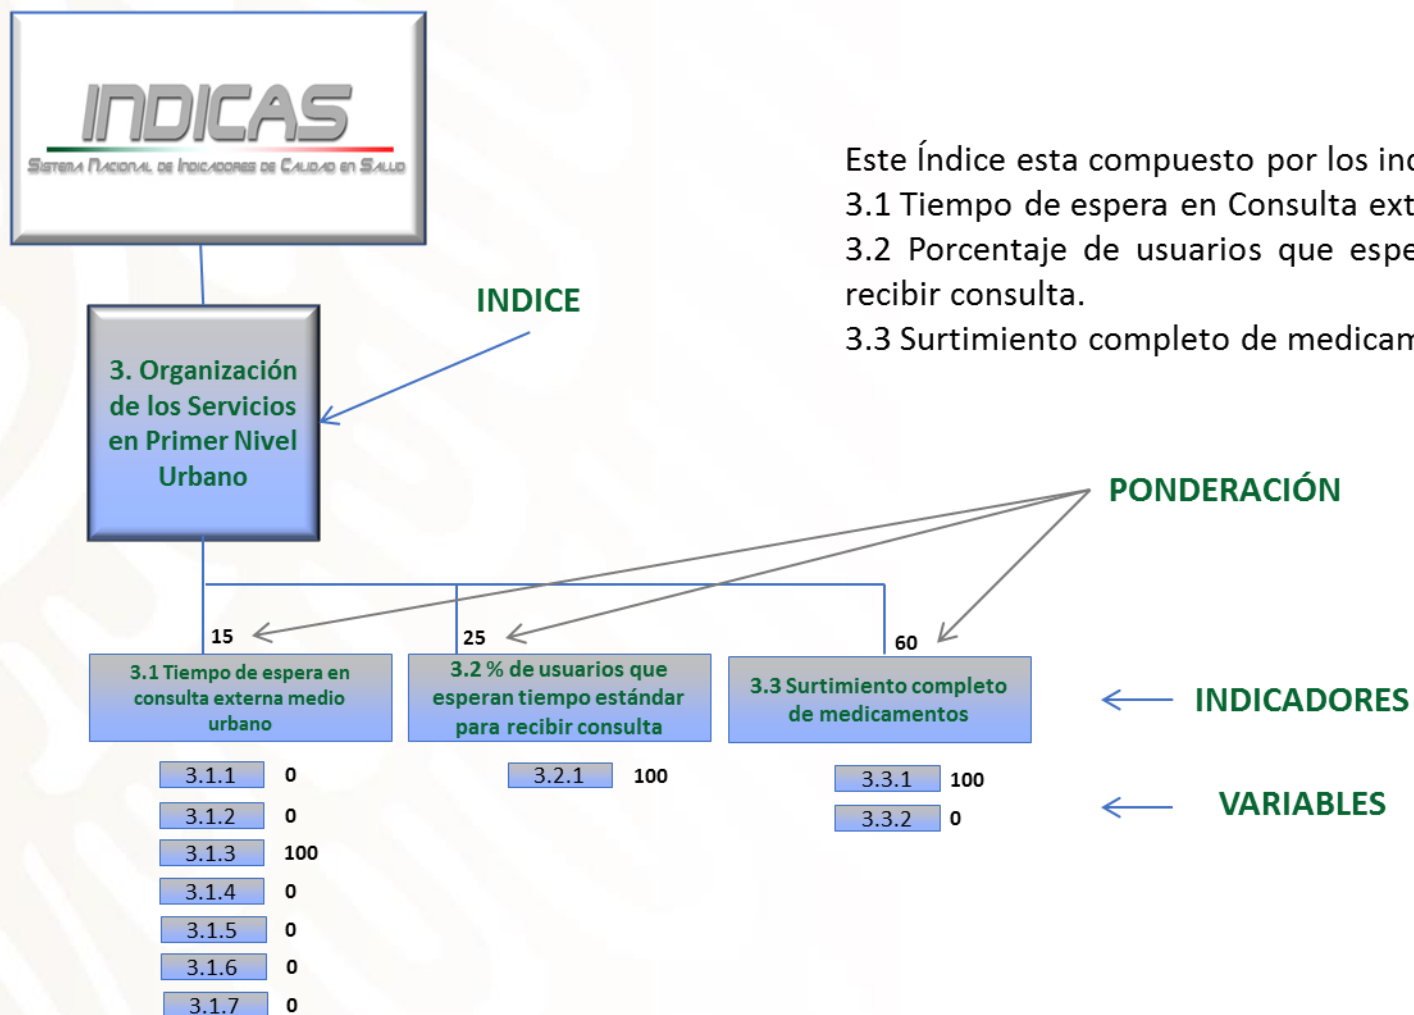 INDICAS
SISTEMA NACIONAL DE INDICADORES DE CALIDAD EN SALUD
Este Índice esta compuesto por los
3.1 Tiempo de espera en Consulta
3.2 Porcentaje de usuarios que
recibir consulta.
3.3 Surtimiento completo de
INDICE
3. Organización
de los Servicios
en Primer Nivel
Urbano
PONDERACIÓN
15
25
60
3.1 Tiempo de espera en
consulta externa medio
urbano
3.2 % de usuarios que
esperan tiempo estándar
para recibir consulta
3.3 Surtimiento completo
de medicamentos
INDICADORES
3.1.1 0
3.1.2 0
3.1.3 100
3.1.4 0
3.1.5 0
3.1.6 0
3.1.7 0
3.2.1 100
3.3.1 100
3.3.2 0
VARIABLES